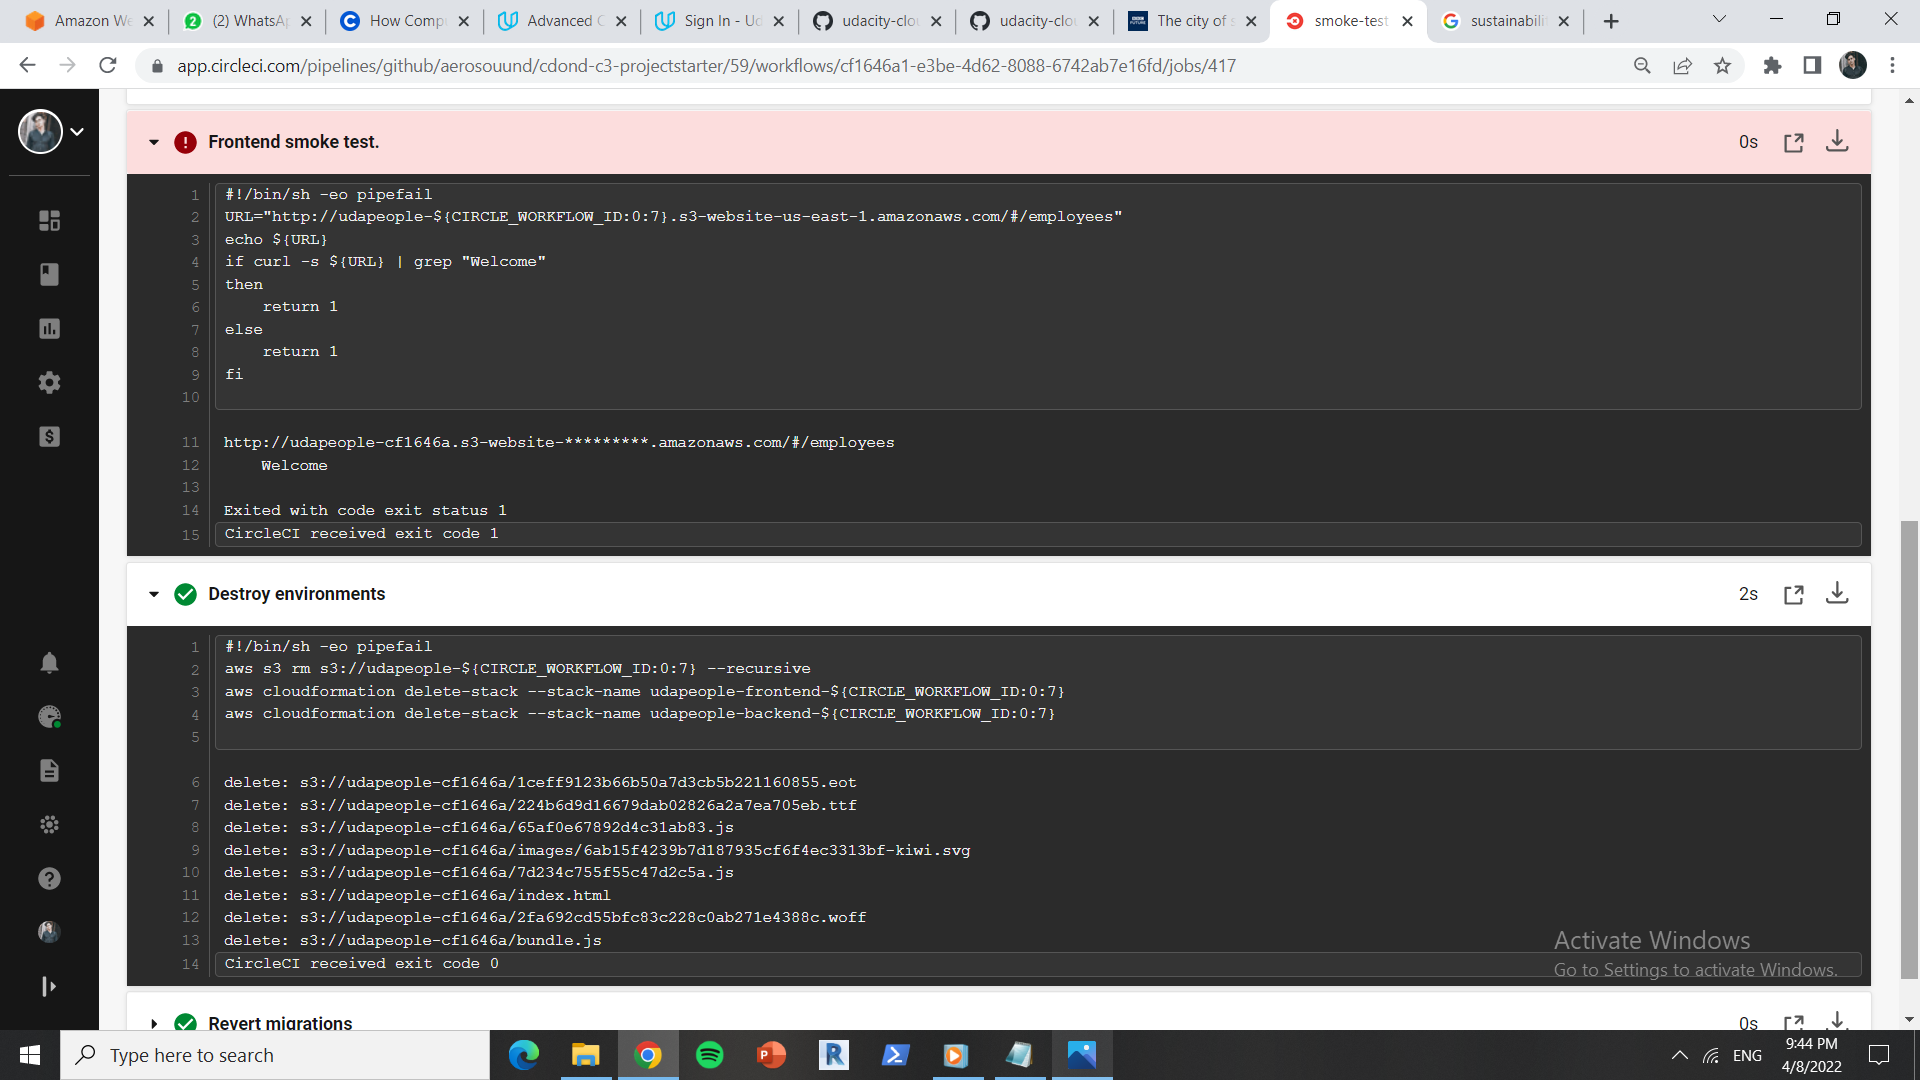 Amazon We
(2) WhatsAp
How Compu
Advanced C
Sign In - Ud
udacity-clou
udacity-clou
The city of s
smoke-test
sustainabilit
app.circleci.com/pipelines/github/aerosouund/cdond-c3-projectstarter/59/workflows/cf1646a1-e3be-4d62-8088-6742ab7e16fd/jobs/417
Frontend smoke test.
0s
1 #!/bin/sh -eo pipefail
2 URL="http://udapeople-${CIRCLE_WORKFLOW_ID:0:7}.s3-website-us-east-1.amazonaws.com/#/employees"
3 echo ${URL}
4 if curl -s ${URL} | grep "Welcome"
5 then
6     return 1
7 else
8     return 1
9 fi
10
11 http://udapeople-cf1646a.s3-website-*********.amazonaws.com/#/employees
12     Welcome
13
14 Exited with code exit status 1
15 CircleCI received exit code 1
Destroy environments
2s
1 #!/bin/sh -eo pipefail
2 aws s3 rm s3://udapeople-${CIRCLE_WORKFLOW_ID:0:7} --recursive
3 aws cloudformation delete-stack --stack-name udapeople-frontend-${CIRCLE_WORKFLOW_ID:0:7}
4 aws cloudformation delete-stack --stack-name udapeople-backend-${CIRCLE_WORKFLOW_ID:0:7}
5
6 delete: s3://udapeople-cf1646a/1ceff9123b66b50a7d3cb5b221160855.eot
7 delete: s3://udapeople-cf1646a/224b6d9d16679dab02826a2a7ea705eb.ttf
8 delete: s3://udapeople-cf1646a/65af0e67892d4c31ab83.js
9 delete: s3://udapeople-cf1646a/images/6ab15f4239b7d187935cf6f4ec3313bf-kiwi.svg
10 delete: s3://udapeople-cf1646a/7d234c755f55c47d2c5a.js
11 delete: s3://udapeople-cf1646a/index.html
12 delete: s3://udapeople-cf1646a/2fa692cd55bfc83c228c0ab271e4388c.woff
13 delete: s3://udapeople-cf1646a/bundle.js
14 CircleCI received exit code 0
Activate Windows
Go to Settings to activate Windows.
Revert migrations
0s
Type here to search
ENG
9:44 PM
4/8/2022